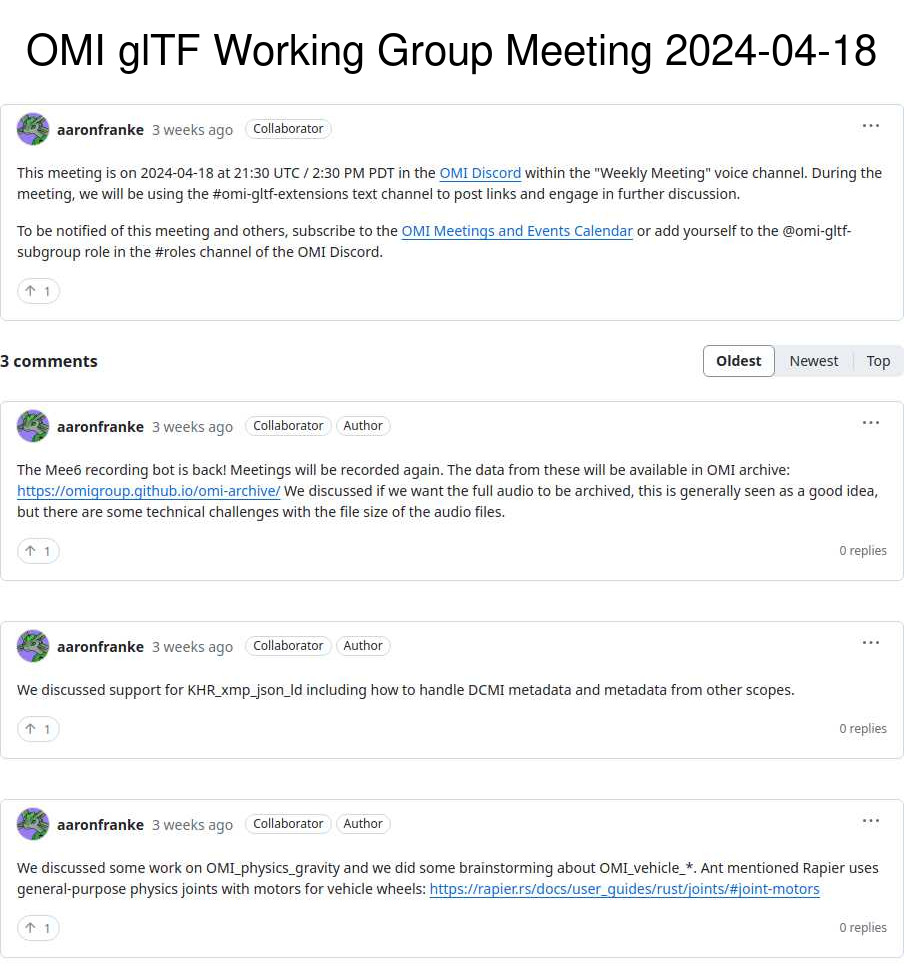 OMI glTF Working Group Meeting 2024-04-18
aaronfranke 3 weeks ago Collaborator ...
This meeting is on 2024-04-18 at 21:30 UTC / 2:30 PM PDT in the OMI Discord within the "Weekly Meeting" voice channel. During the
meeting, we will be using the #omi-gltf-extensions text channel to post links and engage in further discussion.
To be notified of this meeting and others, subscribe to the OMI Meetings and Events Calendar or add yourself to the @omi-gltf-
subgroup role in the #roles channel of the OMI Discord.
↑ 1
3 comments Oldest Newest Top
aaronfranke 3 weeks ago Collaborator Author ...
The Mee6 recording bot is back! Meetings will be recorded again. The data from these will be available in OMI archive:
https://omigroup.github.io/omi-archive/ We discussed if we want the full audio to be archived, this is generally seen as a good idea,
but there are some technical challenges with the file size of the audio files.
↑ 1 0 replies
aaronfranke 3 weeks ago Collaborator Author ...
We discussed support for KHR_xmp_json_ld including how to handle DCMI metadata and metadata from other scopes.
↑ 1 0 replies
aaronfranke 3 weeks ago Collaborator Author ...
We discussed some work on OMI_physics_gravity and we did some brainstorming about OMI_vehicle_*. Ant mentioned Rapier uses
general-purpose physics joints with motors for vehicle wheels: https://rapier.rs/docs/user_guides/rust/joints/#joint-motors
↑ 1 0 replies